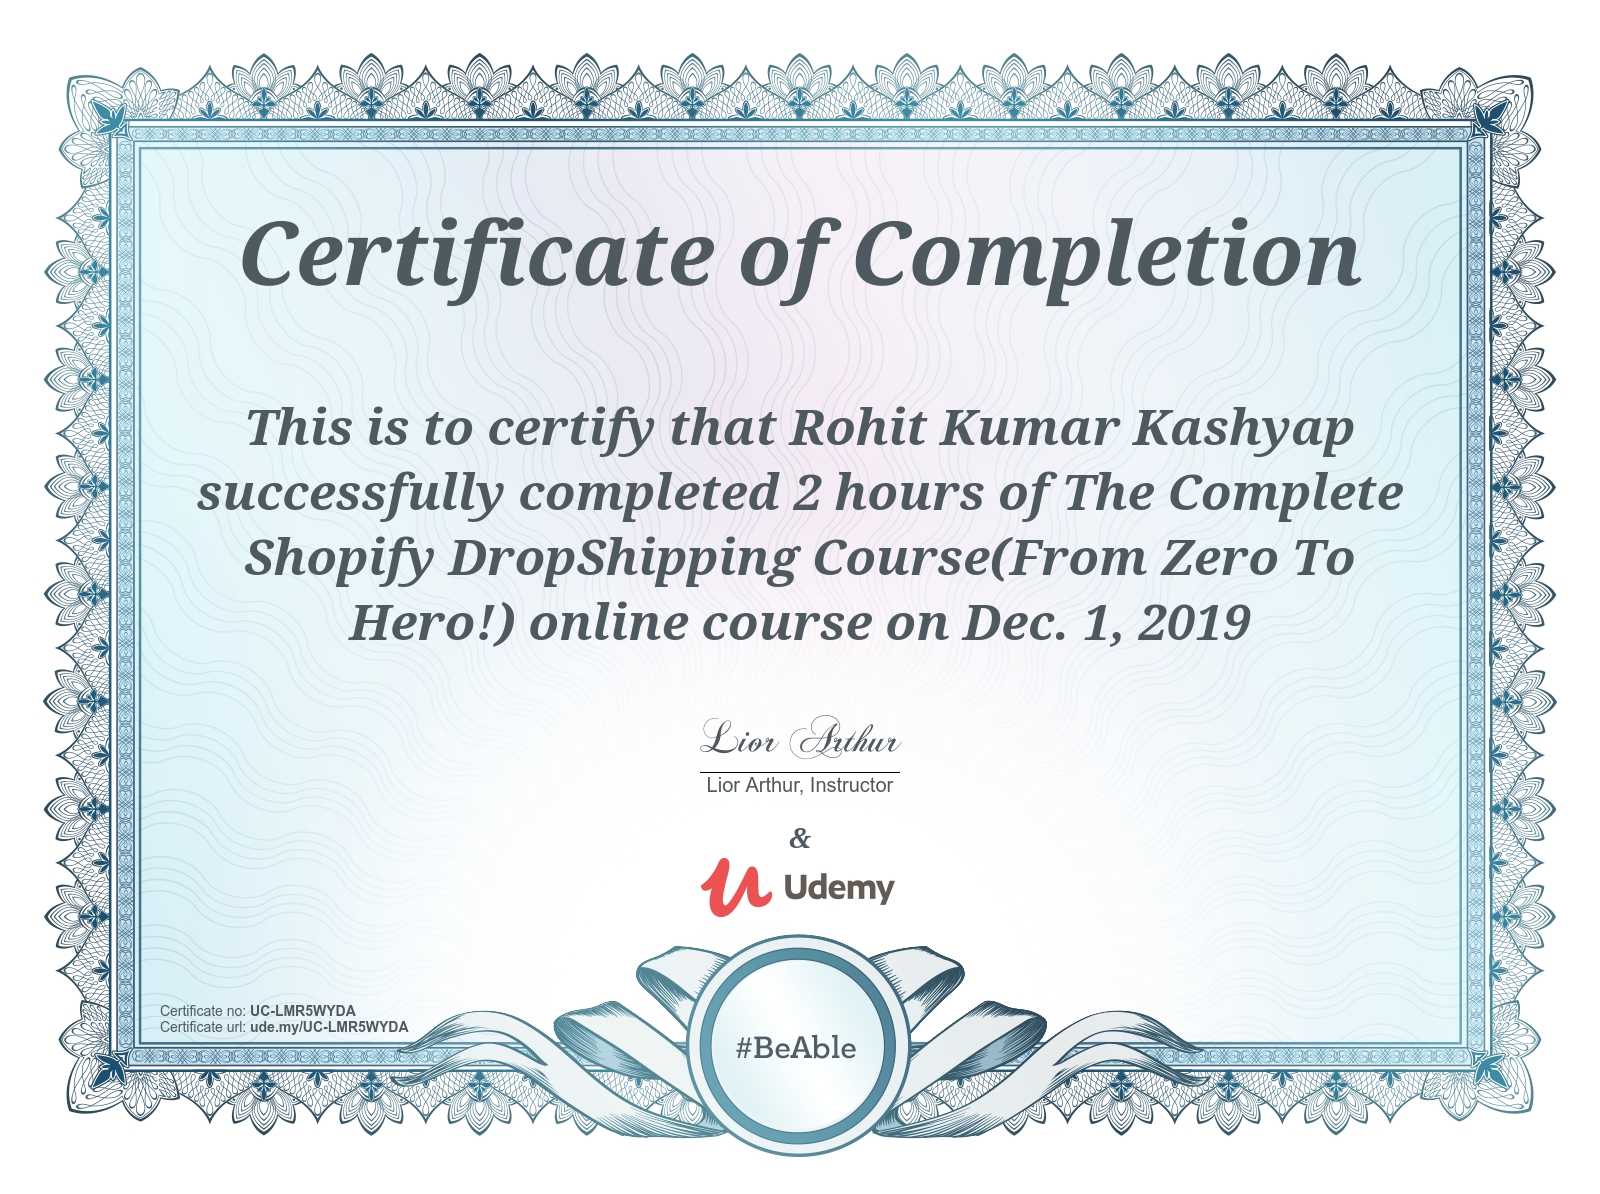 Certificate of Completion
This is to certify that Rohit Kumar Kashyap
successfully completed 2 hours of The Complete
Shopify DropShipping Course(From Zero To
Hero!) online course on Dec. 1, 2019
Lior Arthur
Lior Arthur, Instructor
&
Udemy
Certificate no: UC-LMR5WYDA
Certificate url: ude.my/UC-LMR5WYDA
#BeAble